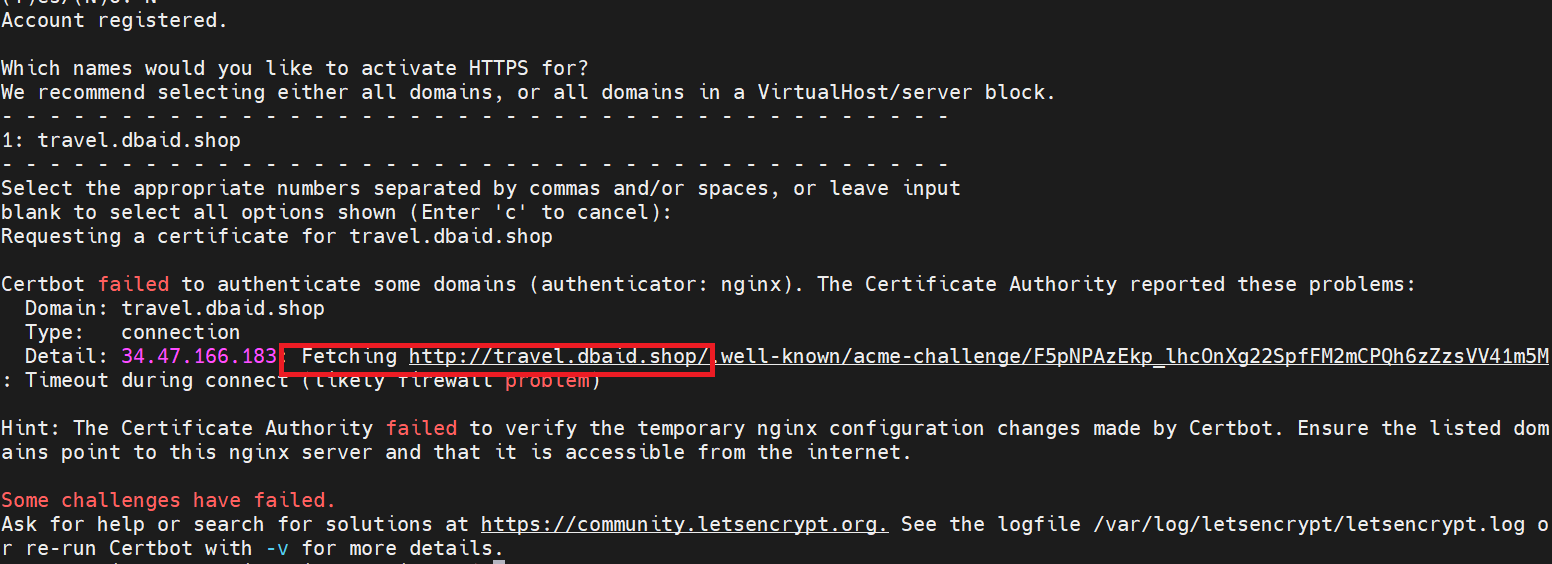 Account registered.
Which names would you like to activate HTTPS for?
We recommend selecting either all domains, or all domains in a VirtualHost/server block.
- - - - - - - - - - - - - - - - - - - - - - - - - - - - - - - - - - - - - - - -
1: travel.dbaid.shop
- - - - - - - - - - - - - - - - - - - - - - - - - - - - - - - - - - - - - - - -
Select the appropriate numbers separated by commas and/or spaces, or leave input
blank to select all options shown (Enter 'c' to cancel):
Requesting a certificate for travel.dbaid.shop
Certbot failed to authenticate some domains (authenticator: nginx). The Certificate Authority reported these problems:
Domain: travel.dbaid.shop
Type: connection
Detail: 34.47.166.183: Fetching http://travel.dbaid.shop/.well-known/acme-challenge/F5pNPAzEkp_lhcOnXg22SpfFM2mCPQh6zZzsVV41m5M
: Timeout during connect (likely firewall problem)
Hint: The Certificate Authority failed to verify the temporary nginx configuration changes made by Certbot. Ensure the listed dom
ains point to this nginx server and that it is accessible from the internet.
Some challenges have failed.
Ask for help or search for solutions at https://community.letsencrypt.org. See the logfile /var/log/letsencrypt/letsencrypt.log o
r re-run Certbot with -v for more details.